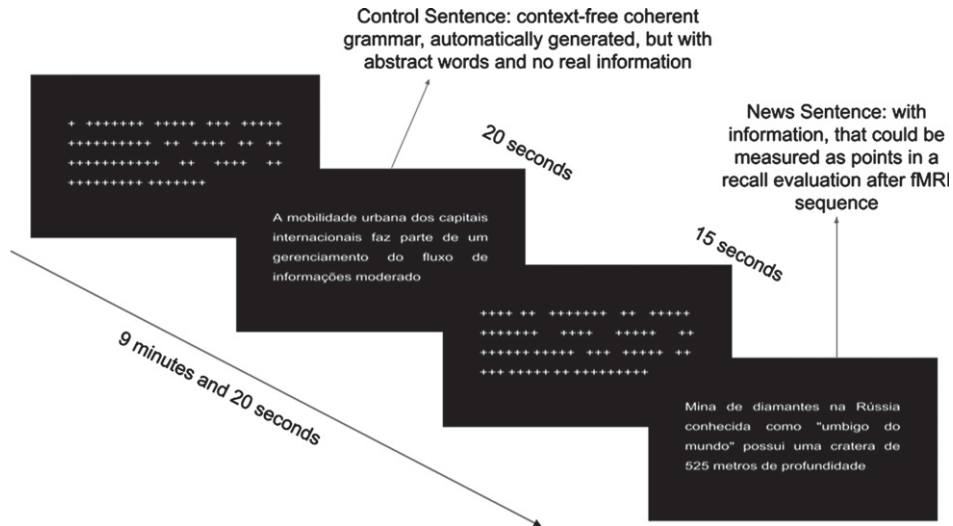 Control Sentence: context-free coherent
grammar, automatically generated, but with
abstract words and no real information
20 seconds
News Sentence: with
information, that could be
measured as points in a
recall evaluation after fMRI
sequence
15 seconds
+ +++++++ +++++ +++ +++++
++++++++++ ++ ++++ ++ ++
+++++++++++ ++ ++++ ++
+++++++++ +++++++
A mobilidade urbana dos capitais
internacionais faz parte de um
gerenciamento do fluxo de
informações moderado
++++ ++ +++++++ ++ +++++
+++++++ ++++ +++++ ++
++++++ ++++++ +++ +++++ ++
+++ +++++ ++ +++++++++
Mina de diamantes na Rússia
conhecida como "umbigo do
mundo" possui uma cratera de
525 metros de profundidade
9 minutes and 20 seconds